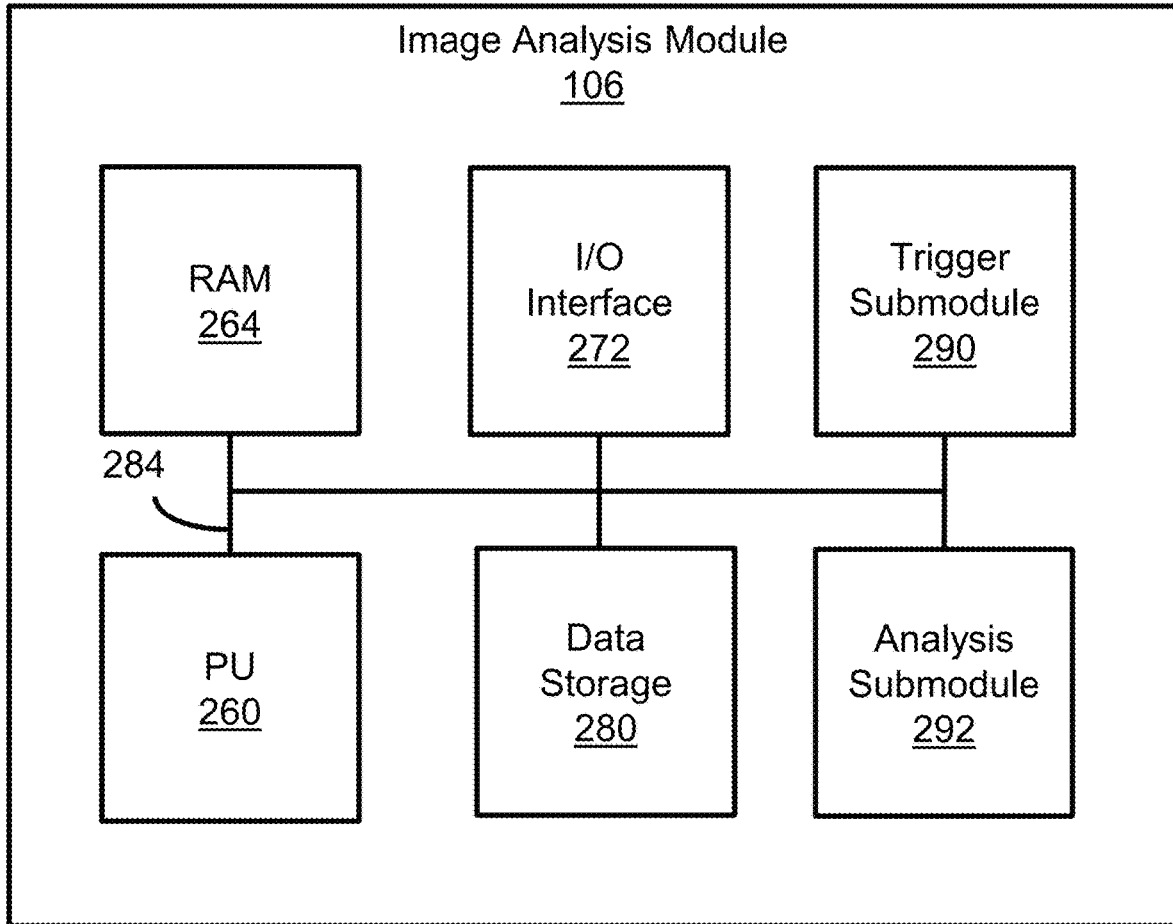 Image Analysis Module
106
RAM
264
I/O
Interface
272
Trigger
Submodule
290
284
PU
260
Data
Storage
280
Analysis
Submodule
292